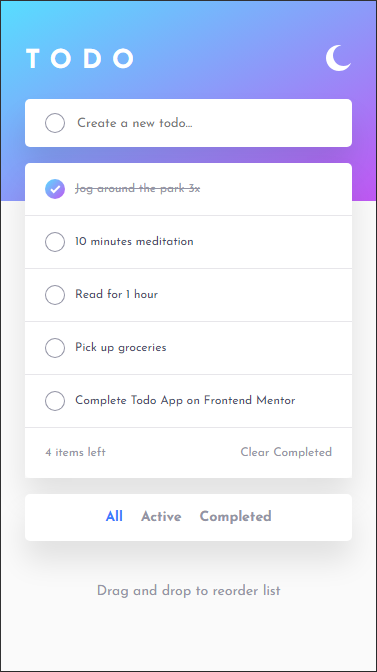 TODO
Create a new todo...
Jog around the park 3x
10 minutes meditation
Read for 1 hour
Pick up groceries
Complete Todo App on Frontend Mentor
4 items left Clear Completed
All Active Completed
Drag and drop to reorder list